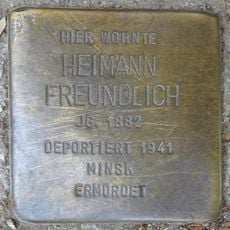 HIER WOHNTE
HEIMANN
FREUNDLICH
JG. 1882
DEPORTIERT 1941
MINSK
ERMORDET